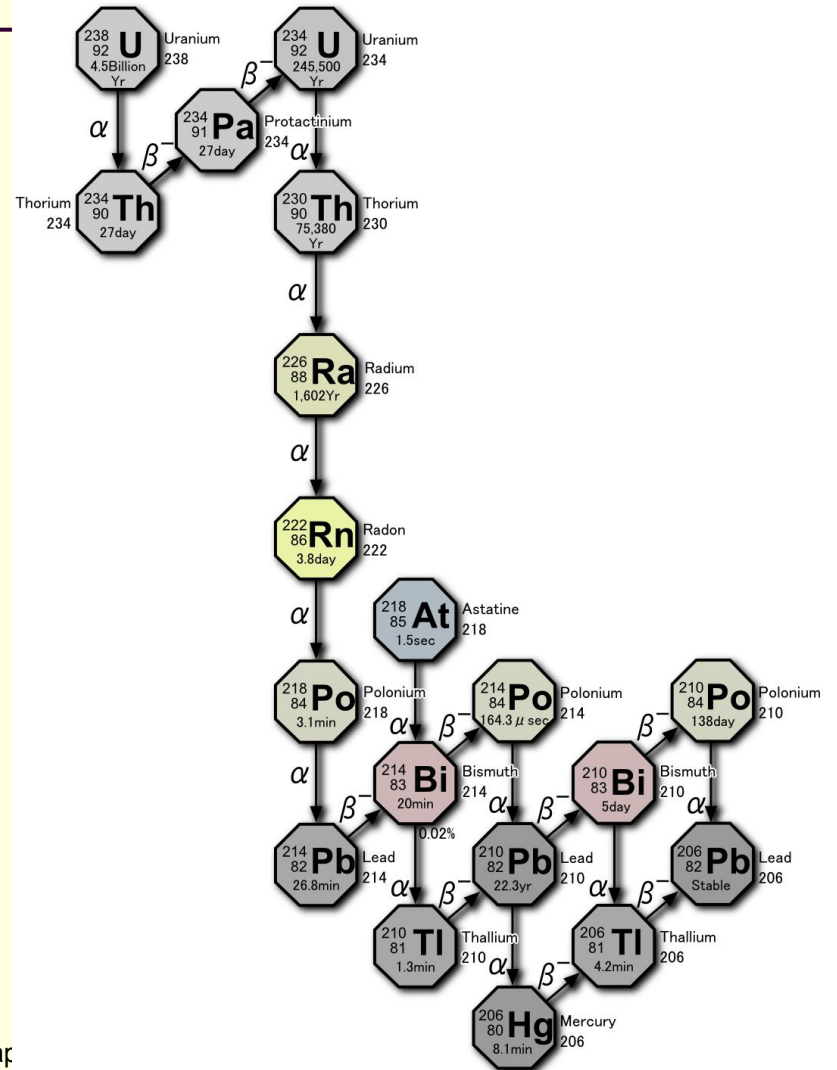 238
92
U
4.5Billion
Yr
Uranium
238
α
234
90
Th
27day
Thorium
234
β−
234
91
Pa
27day
Protactinium
234
β−
234
92
U
245,500
Yr
Uranium
234
α
230
90
Th
75,380
Yr
Thorium
230
α
226
88
Ra
1,602Yr
Radium
226
α
222
86
Rn
3.8day
Radon
222
α
218
85
At
1.5sec
Astatine
218
α
218
84
Po
3.1min
Polonium
218
α
214
82
Pb
26.8min
Lead
214
β−
214
83
Bi
20min
Bismuth
214
0.02%
α
β−
214
84
Po
164.3 μ sec
Polonium
214
α
210
81
Tl
1.3min
Thallium
210
β−
210
82
Pb
22.3yr
Lead
210
α
β−
210
83
Bi
5day
Bismuth
210
α
β−
210
84
Po
138day
Polonium
210
α
206
80
Hg
8.1min
Mercury
206
β−
206
81
Tl
4.2min
Thallium
206
β−
206
82
Pb
Stable
Lead
206